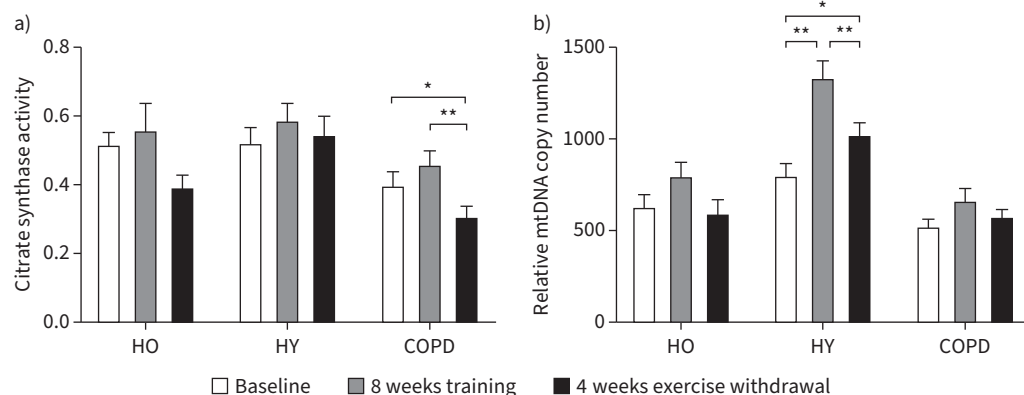 a)
Citrate synthase activity
0.8
0.6
0.4
0.2
0.0
*
**
HO
HY
COPD
b)
Relative mtDNA copy number
1500
1000
500
0
*
**
**
HO
HY
COPD
Baseline
8 weeks training
4 weeks exercise withdrawal